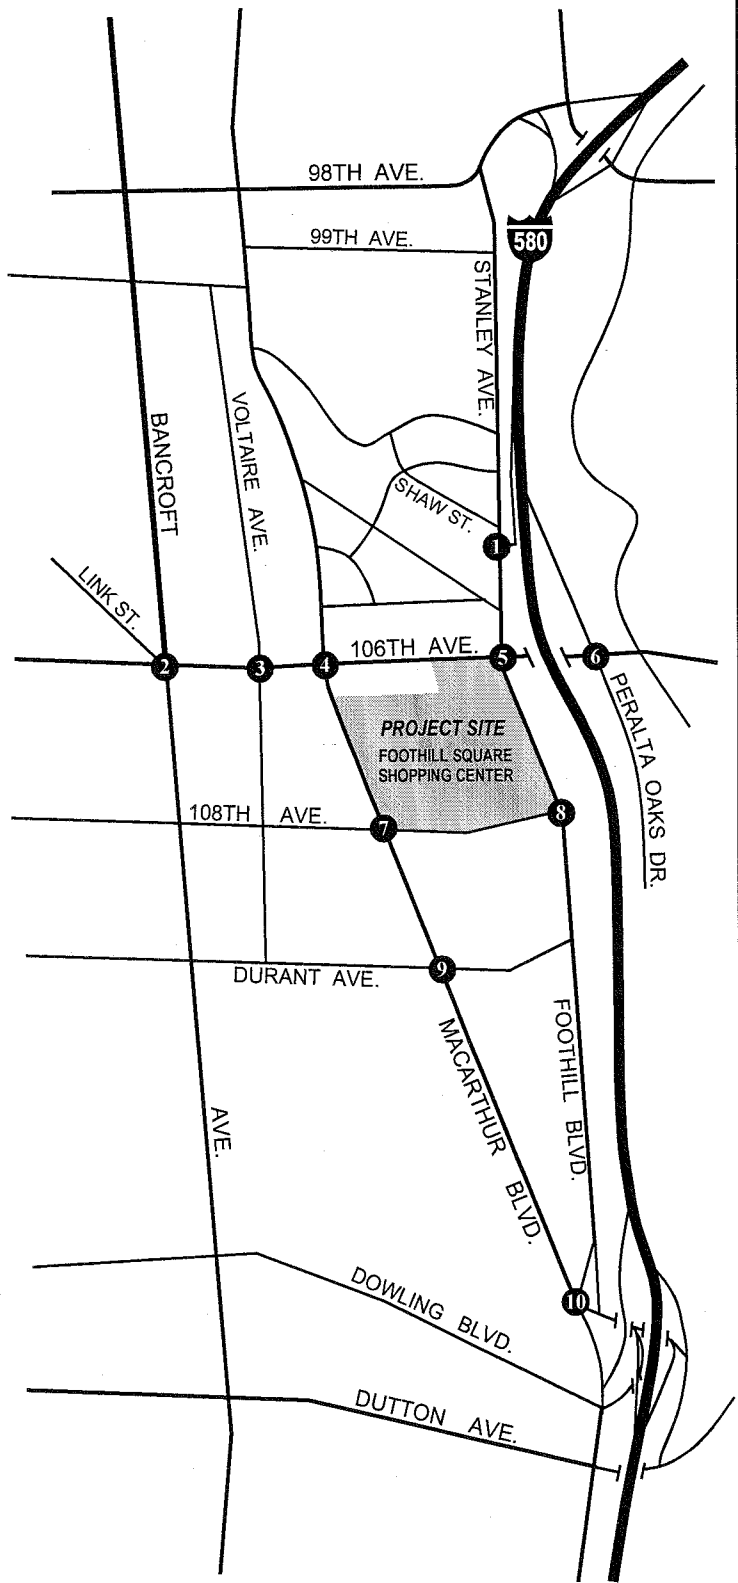 98TH AVE.
99TH AVE.
580
STANLEY AVE.
VOLTAIRE AVE.
BANCROFT
SHAW ST.
1
LINK ST.
106TH AVE.
2
3
4
5
6
PROJECT SITE
FOOTHILL SQUARE
SHOPPING CENTER
PERALTA OAKS DR.
108TH AVE.
7
8
DURANT AVE.
9
MACARTHUR BLVD.
FOOTHILL BLVD.
AVE.
10
DOWLING BLVD.
DUTTON AVE.